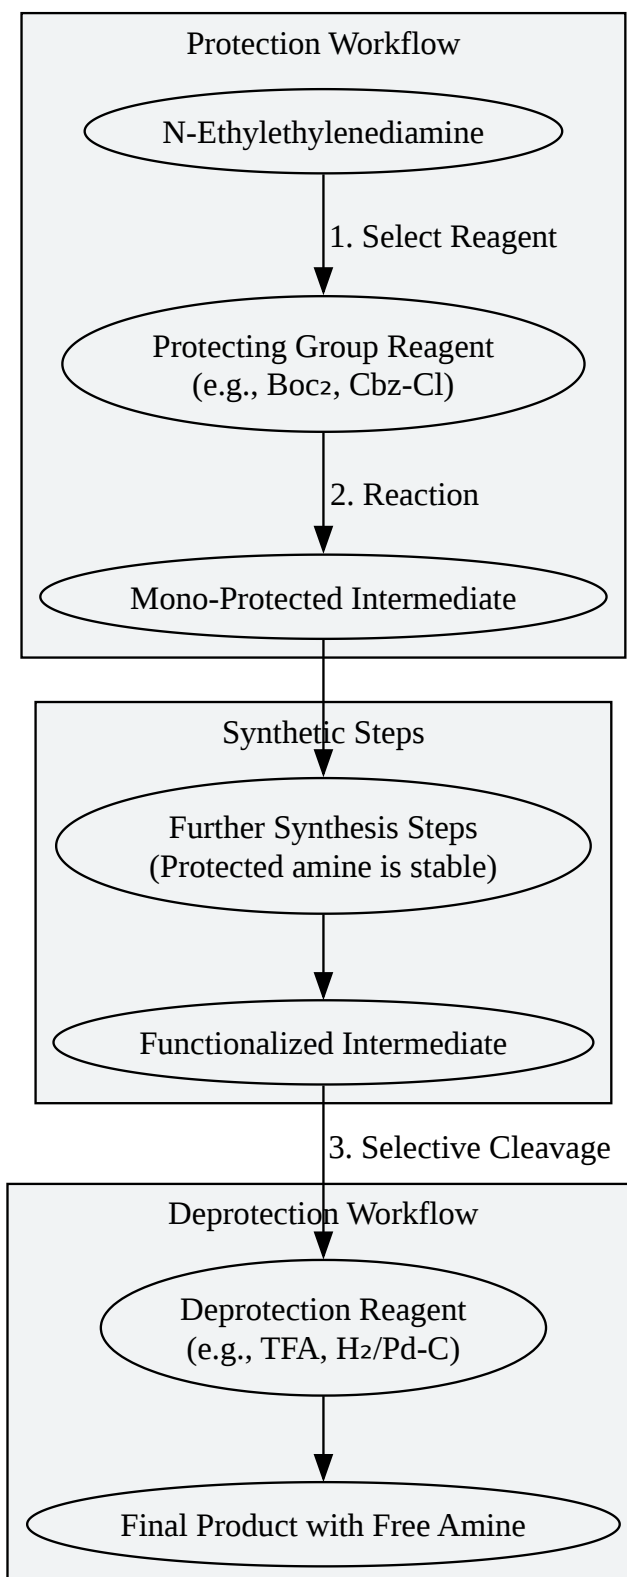 Protection Workflow
N-Ethylethylenediamine
1. Select Reagent
Protecting Group Reagent
(e.g., Boc₂, Cbz-Cl)
2. Reaction
Mono-Protected Intermediate
Synthetic Steps
Further Synthesis Steps
(Protected amine is stable)
Functionalized Intermediate
3. Selective Cleavage
Deprotection Workflow
Deprotection Reagent
(e.g., TFA, H₂/Pd-C)
Final Product with Free Amine